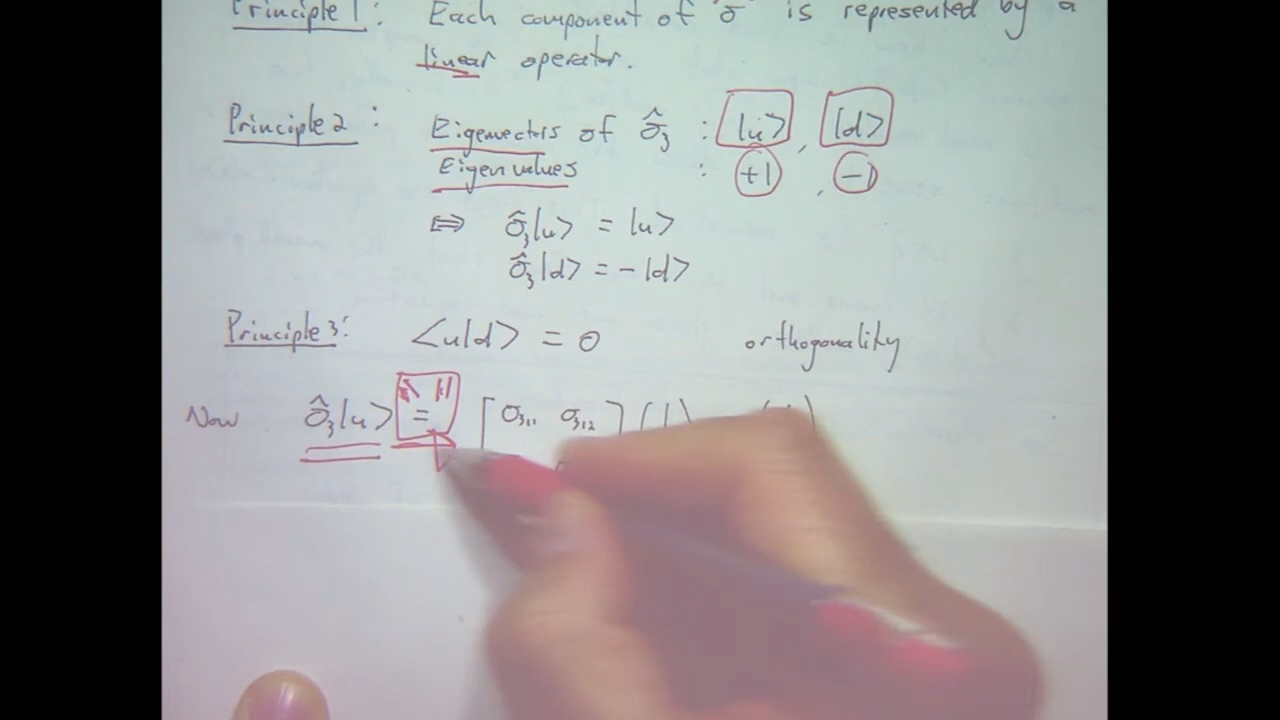 Principle 1: Each component of σ is represented by a
linear operator.
Principle 2: Eigenvectors of σ̂₃ : |u⟩, |d⟩
Eigenvalues : +1, −1
⟺ σ̂₃|u⟩ = |u⟩
σ̂₃|d⟩ = −|d⟩
Principle 3: <u|d> = 0 orthogonality
Now σ̂₃|u⟩ "=" [σ₃₁₁ σ₃₁₂] (1